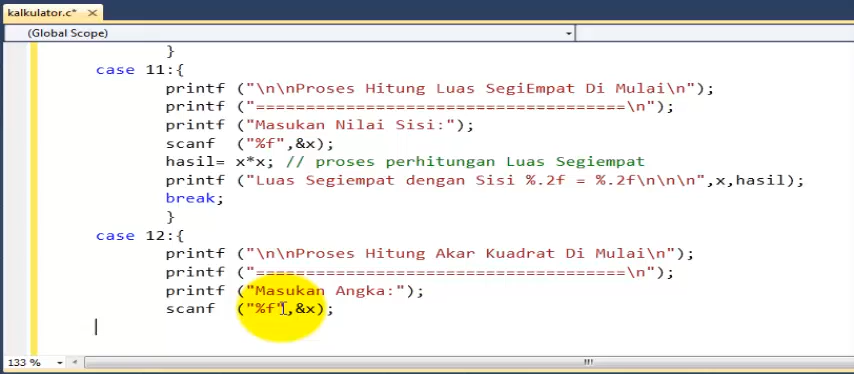 kalkulator.c*
(Global Scope)
}
case 11:{
printf ("\n\nProses Hitung Luas SegiEmpat Di Mulai\n");
printf ("=====================================\n");
printf ("Masukan Nilai Sisi:");
scanf ("%f",&x);
hasil= x*x; // proses perhitungan Luas Segiempat
printf ("Luas Segiempat dengan Sisi %.2f = %.2f\n\n\n",x,hasil);
break;
}
case 12:{
printf ("\n\nProses Hitung Akar Kuadrat Di Mulai\n");
printf ("=====================================\n");
printf ("Masukan Angka:");
scanf ("%f",&x);
133 %